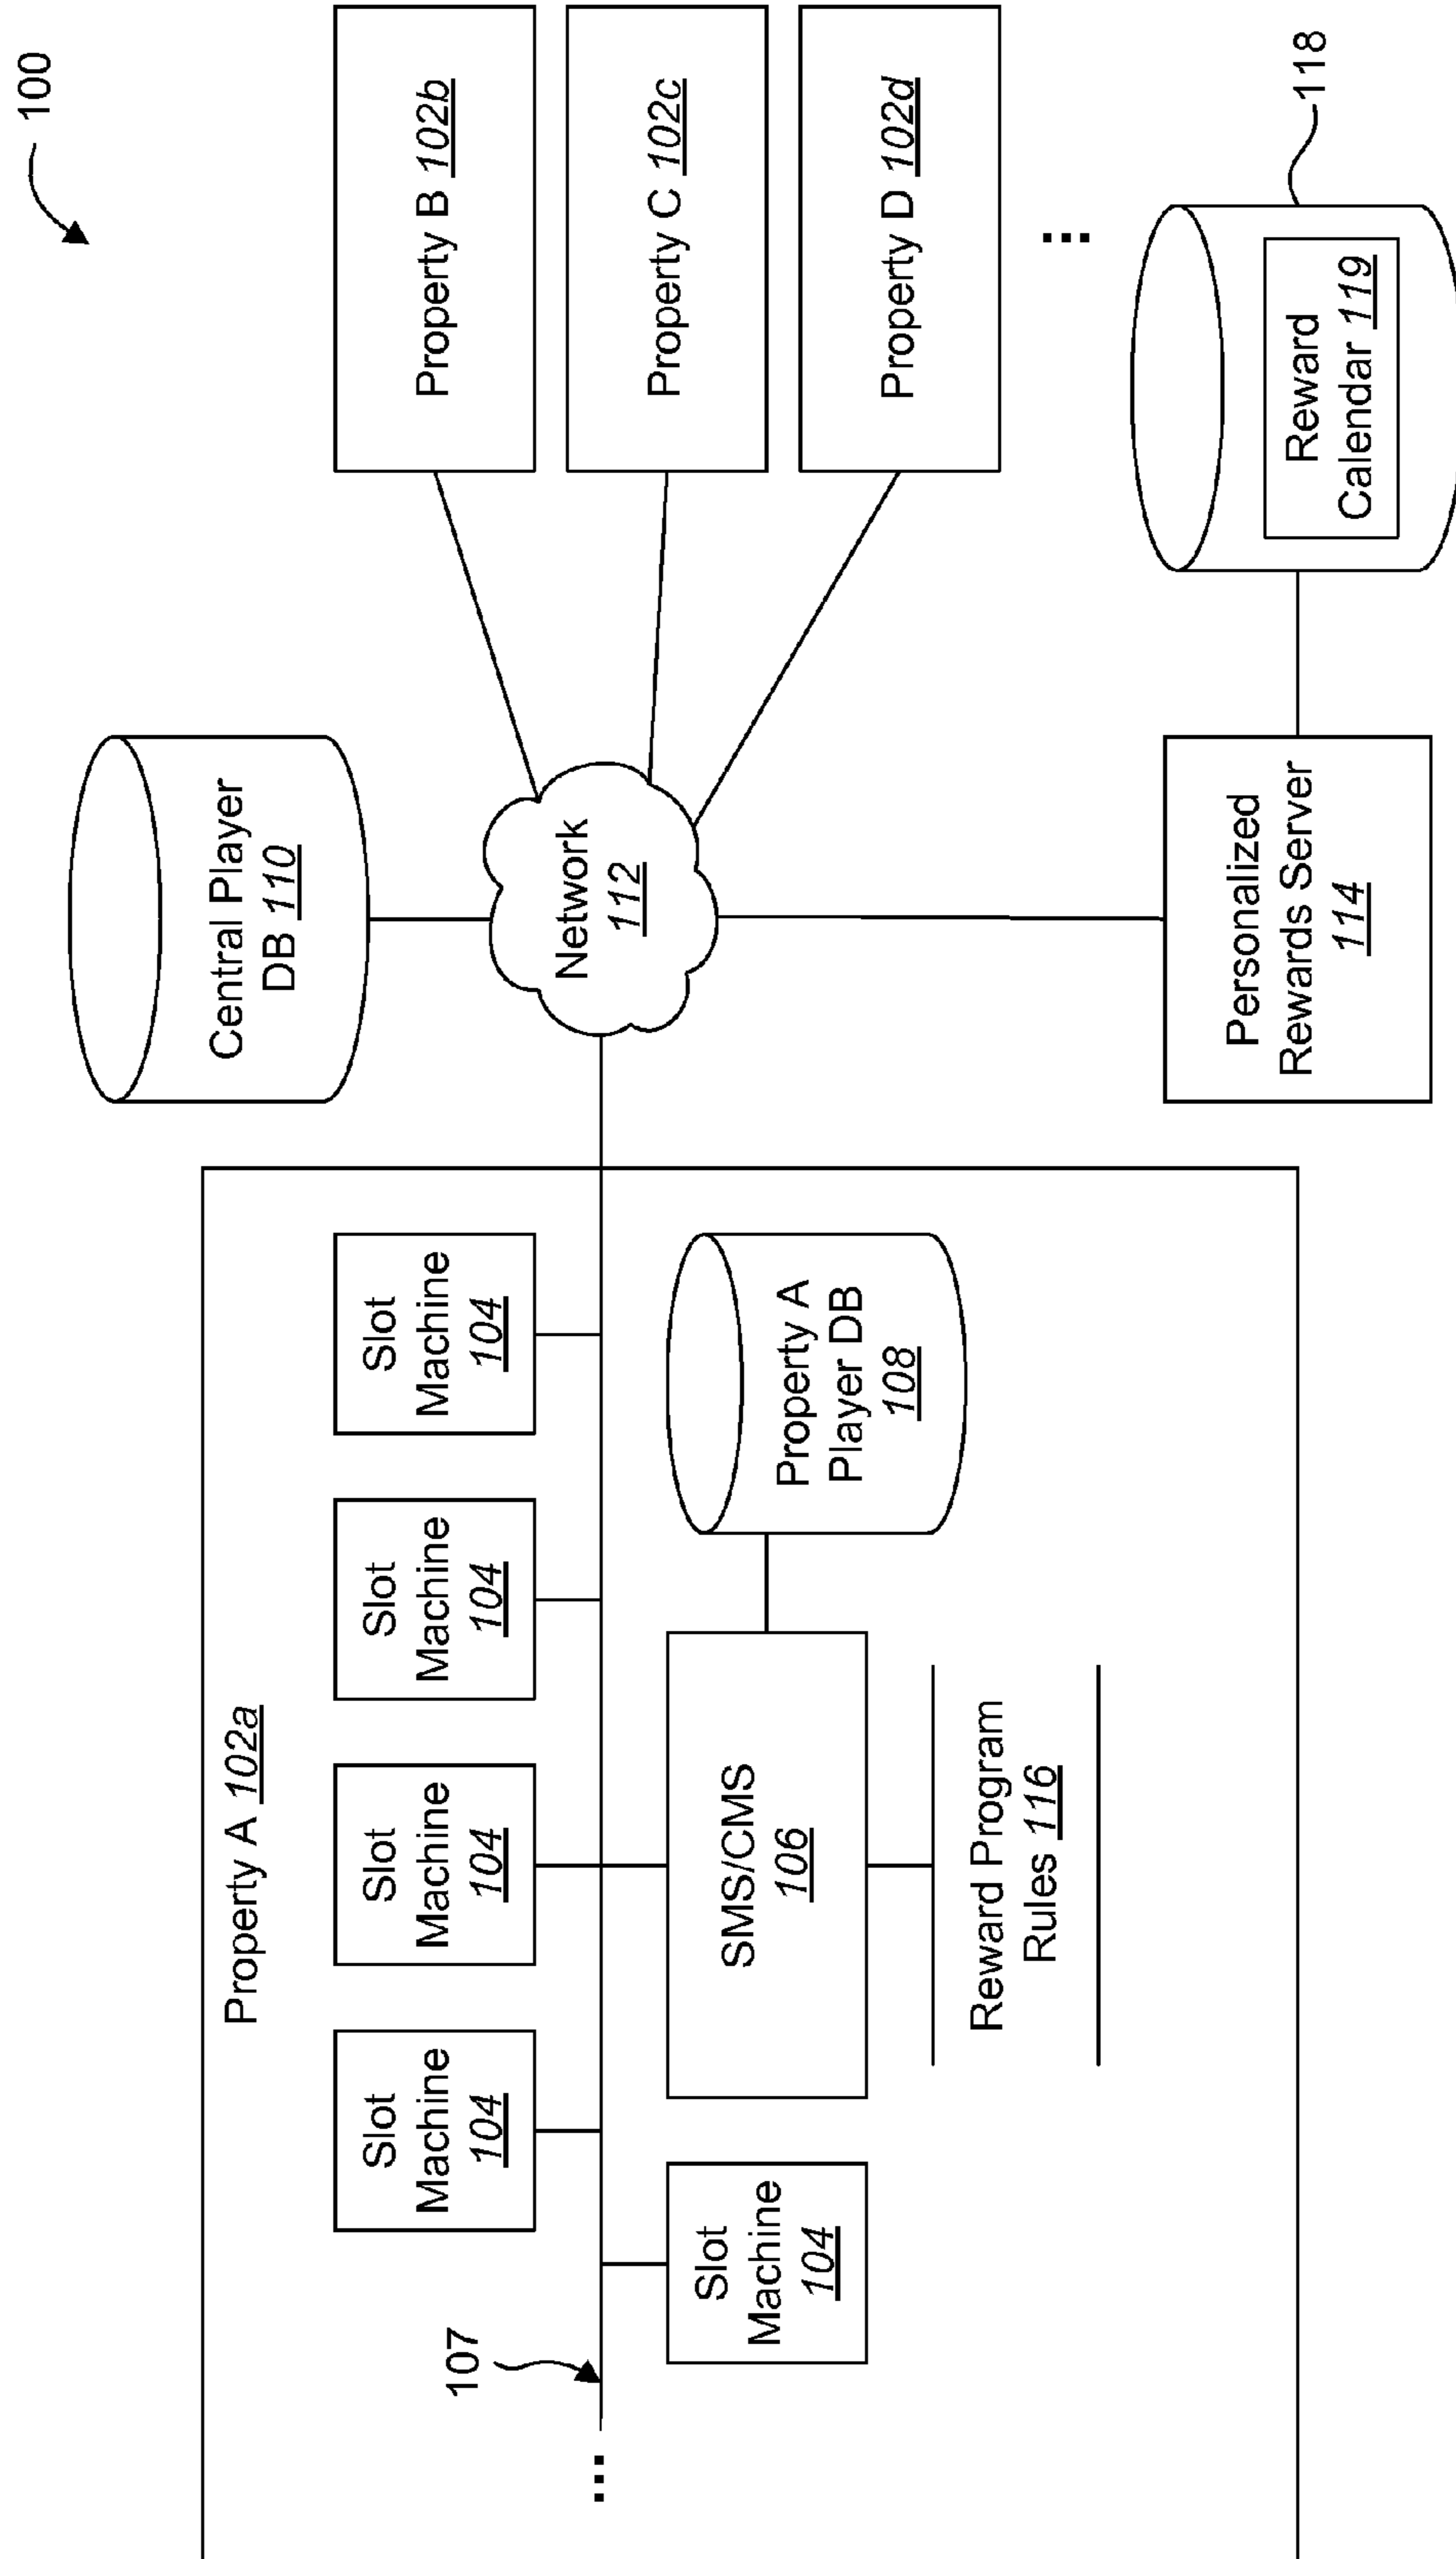 100
Property A 102a
Slot
Machine
104
Slot
Machine
104
Slot
Machine
104
Slot
Machine
104
107
...
Slot
Machine
104
SMS/CMS
106
Property A
Player DB
108
Reward Program
Rules 116
Central Player
DB 110
Network
112
Property B 102b
Property C 102c
Property D 102d
...
Personalized
Rewards Server
114
Reward
Calendar 119
118